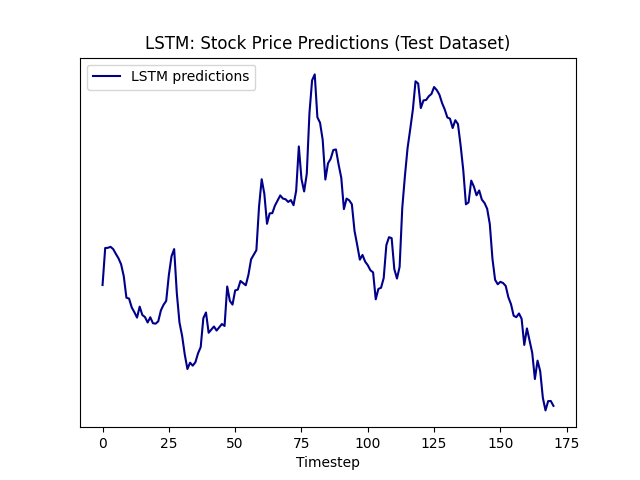 LSTM: Stock Price Predictions (Test Dataset)
LSTM predictions
0 25 50 75 100 125 150 175
Timestep